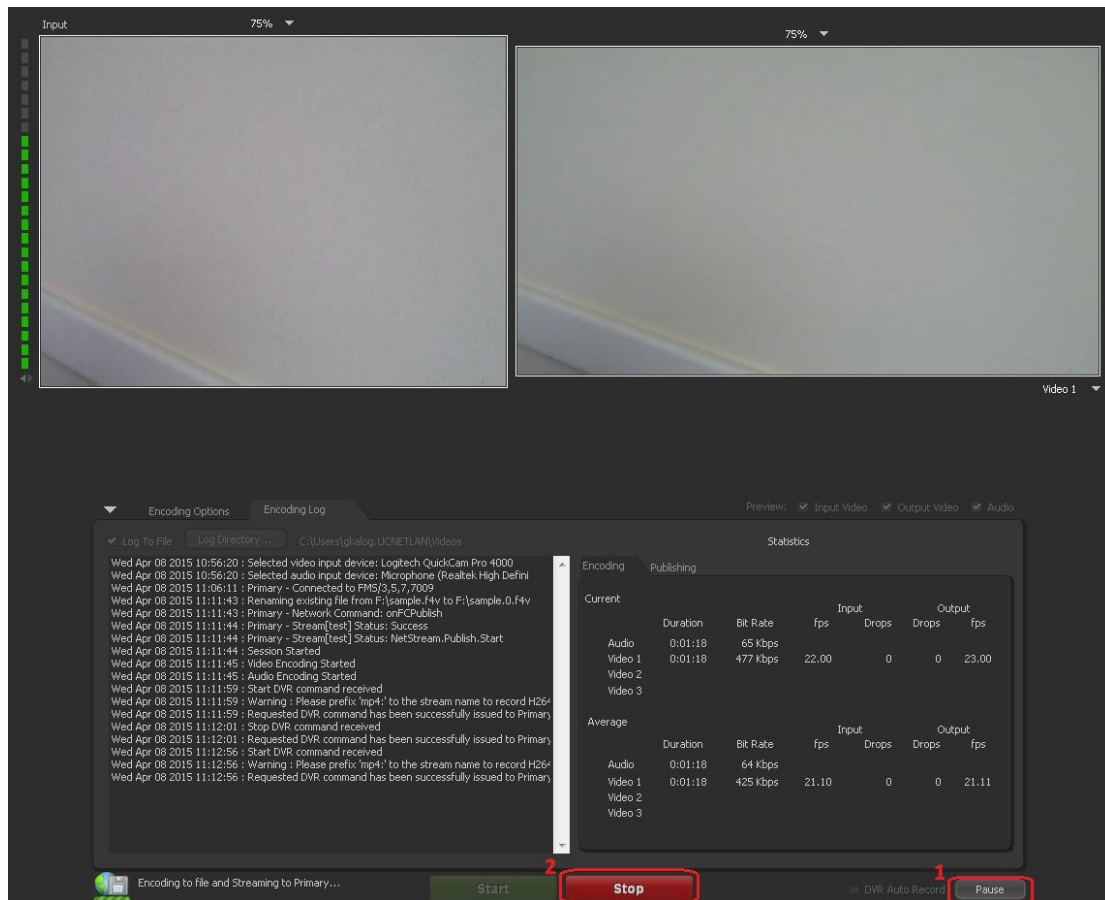 Input
75%
75%
Video 1
Encoding Options Encoding Log
Preview: Input Video Output Video Audio
Log To File Log Directory... C:\Users\gkalog.UCNETLAN\Videos
Statistics
Wed Apr 08 2015 10:56:20 : Selected video input device: Logitech QuickCam Pro 4000
Wed Apr 08 2015 10:56:20 : Selected audio input device: Microphone (Realtek High Defini
Wed Apr 08 2015 11:06:11 : Primary - Connected to FMS/3,5,7,7009
Wed Apr 08 2015 11:11:43 : Renaming existing file from F:\sample.f4v to F:\sample.0.f4v
Wed Apr 08 2015 11:11:43 : Primary - Network Command: onFCPublish
Wed Apr 08 2015 11:11:44 : Primary - Stream[test] Status: Success
Wed Apr 08 2015 11:11:44 : Primary - Stream[test] Status: NetStream.Publish.Start
Wed Apr 08 2015 11:11:44 : Session Started
Wed Apr 08 2015 11:11:45 : Video Encoding Started
Wed Apr 08 2015 11:11:45 : Audio Encoding Started
Wed Apr 08 2015 11:11:59 : Start DVR command received
Wed Apr 08 2015 11:11:59 : Warning : Please prefix 'mp4:' to the stream name to record H264
Wed Apr 08 2015 11:11:59 : Requested DVR command has been successfully issued to Primary
Wed Apr 08 2015 11:12:01 : Stop DVR command received
Wed Apr 08 2015 11:12:01 : Requested DVR command has been successfully issued to Primary
Wed Apr 08 2015 11:12:56 : Start DVR command received
Wed Apr 08 2015 11:12:56 : Warning : Please prefix 'mp4:' to the stream name to record H264
Wed Apr 08 2015 11:12:56 : Requested DVR command has been successfully issued to Primary
Encoding Publishing
Current
Input Output
Duration Bit Rate fps Drops Drops fps
Audio 0:01:18 65 Kbps
Video 1 0:01:18 477 Kbps 22.00 0 0 23.00
Video 2
Video 3
Average
Input Output
Duration Bit Rate fps Drops Drops fps
Audio 0:01:18 64 Kbps
Video 1 0:01:18 425 Kbps 21.10 0 0 21.11
Video 2
Video 3
2
1
Encoding to file and Streaming to Primary... Start Stop DVR Auto Record Pause